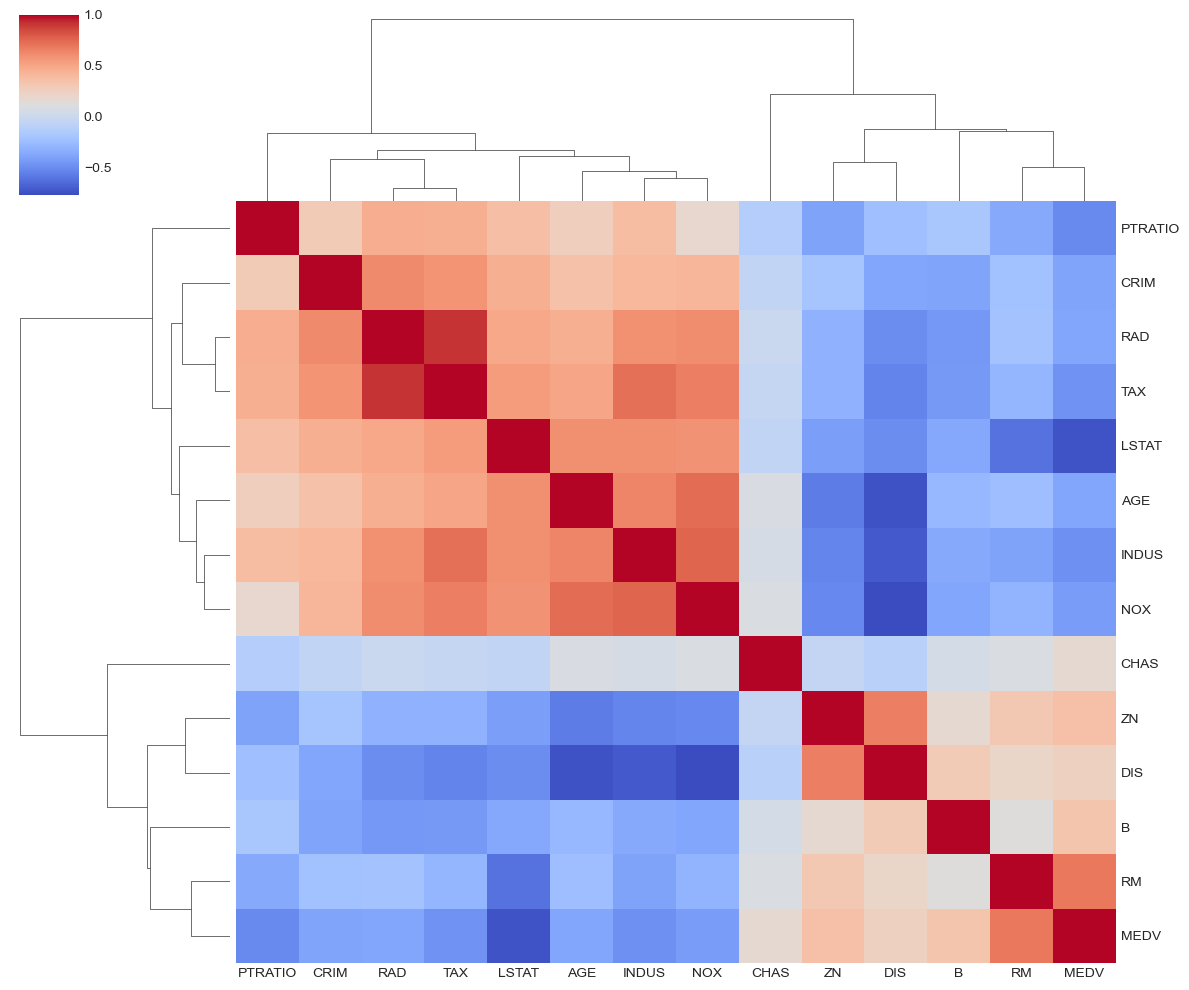 1.0
0.5
0.0
−0.5
PTRATIO
CRIM
RAD
TAX
LSTAT
AGE
INDUS
NOX
CHAS
ZN
DIS
B
RM
MEDV
PTRATIO CRIM RAD TAX LSTAT AGE INDUS NOX CHAS ZN DIS B RM MEDV